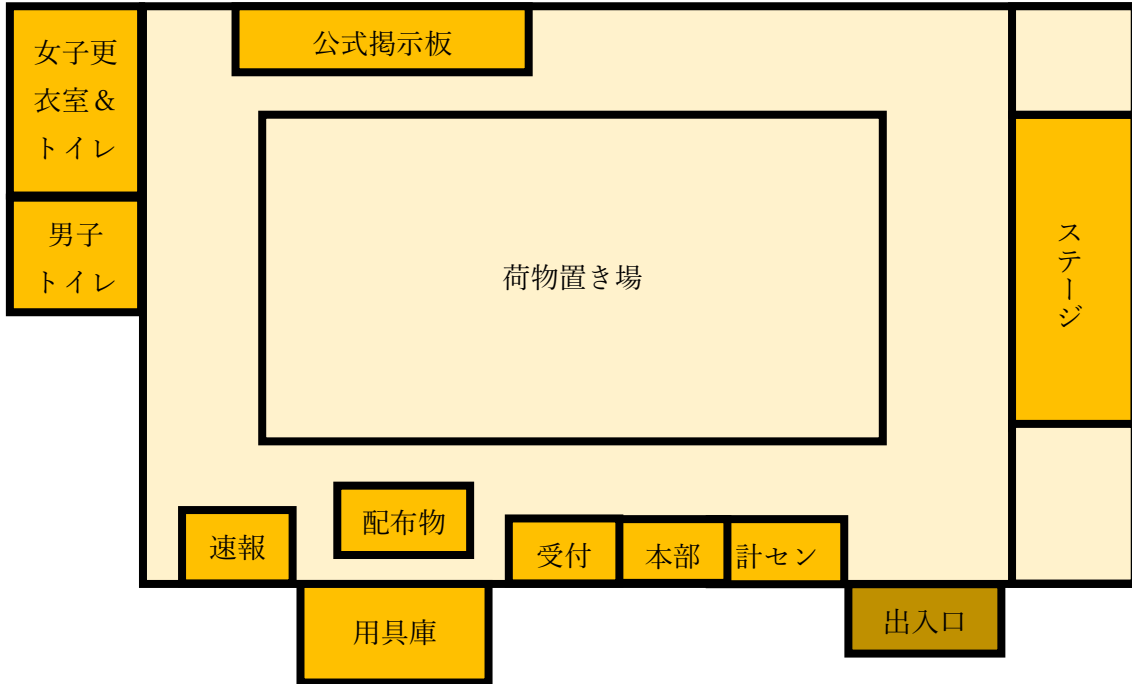 女子更
衣室＆
トイレ
公式掲示板
男子
トイレ
荷物置き場
ステージ
速報
配布物
受付
本部
計セン
用具庫
出入口